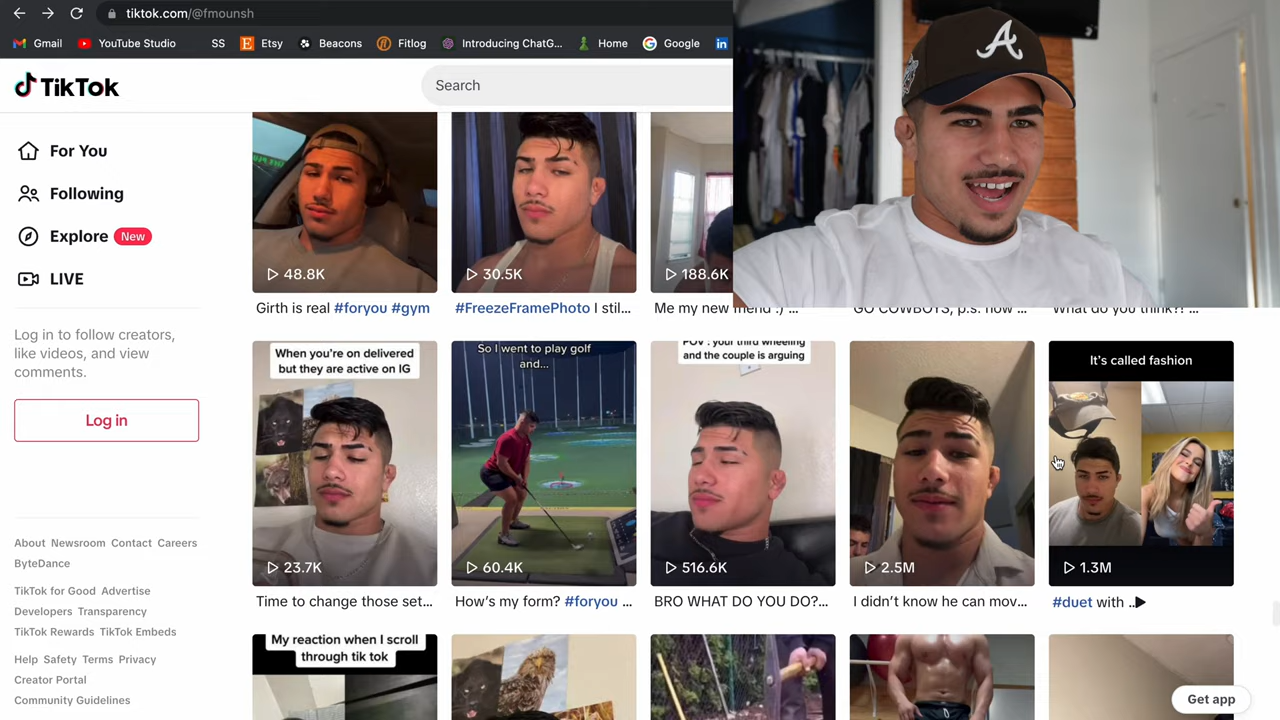 tiktok.com/@fmounsh
Gmail
YouTube Studio
SS
Etsy
Beacons
Fitlog
Introducing ChatG...
Home
Google
TikTok
Search
For You
Following
Explore New
LIVE
Log in to follow creators,
like videos, and view
comments.
Log in
About Newsroom Contact Careers
ByteDance
TikTok for Good Advertise
Developers Transparency
TikTok Rewards TikTok Embeds
Help Safety Terms Privacy
Creator Portal
Community Guidelines
A
48.8K
30.5K
188.6K
Girth is real #foryou #gym
#FreezeFramePhoto I stil...
Me my new friend :) ...
GO COWBOYS, p.s. now ...
What do you think?! ...
When you're on delivered
but they are active on IG
So I went to play golf
and...
POV : your third wheeling
and the couple is arguing
It's called fashion
23.7K
60.4K
516.6K
2.5M
1.3M
Time to change those set...
How's my form? #foryou ...
BRO WHAT DO YOU DO?...
I didn't know he can mov...
#duet with ..
My reaction when I scroll
through tik tok
Get app